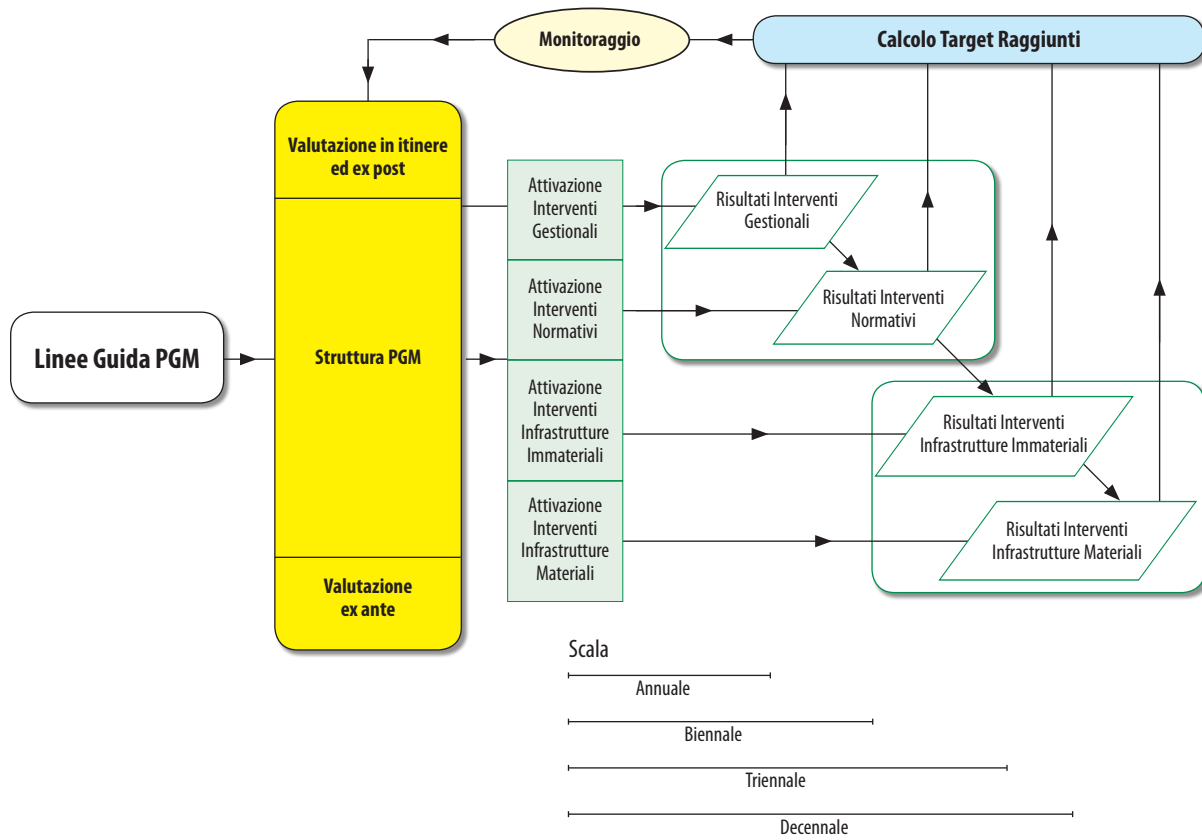 Monitoraggio
Calcolo Target Raggiunti
Valutazione in itinere
ed ex post
Attivazione
Interventi
Gestionali
Risultati Interventi
Gestionali
Attivazione
Interventi
Normativi
Risultati Interventi
Normativi
Linee Guida PGM
Struttura PGM
Attivazione
Interventi
Infrastrutture
Immateriali
Risultati Interventi
Infrastrutture Immateriali
Attivazione
Interventi
Infrastrutture
Materiali
Risultati Interventi
Infrastrutture Materiali
Valutazione
ex ante
Scala
Annuale
Biennale
Triennale
Decennale